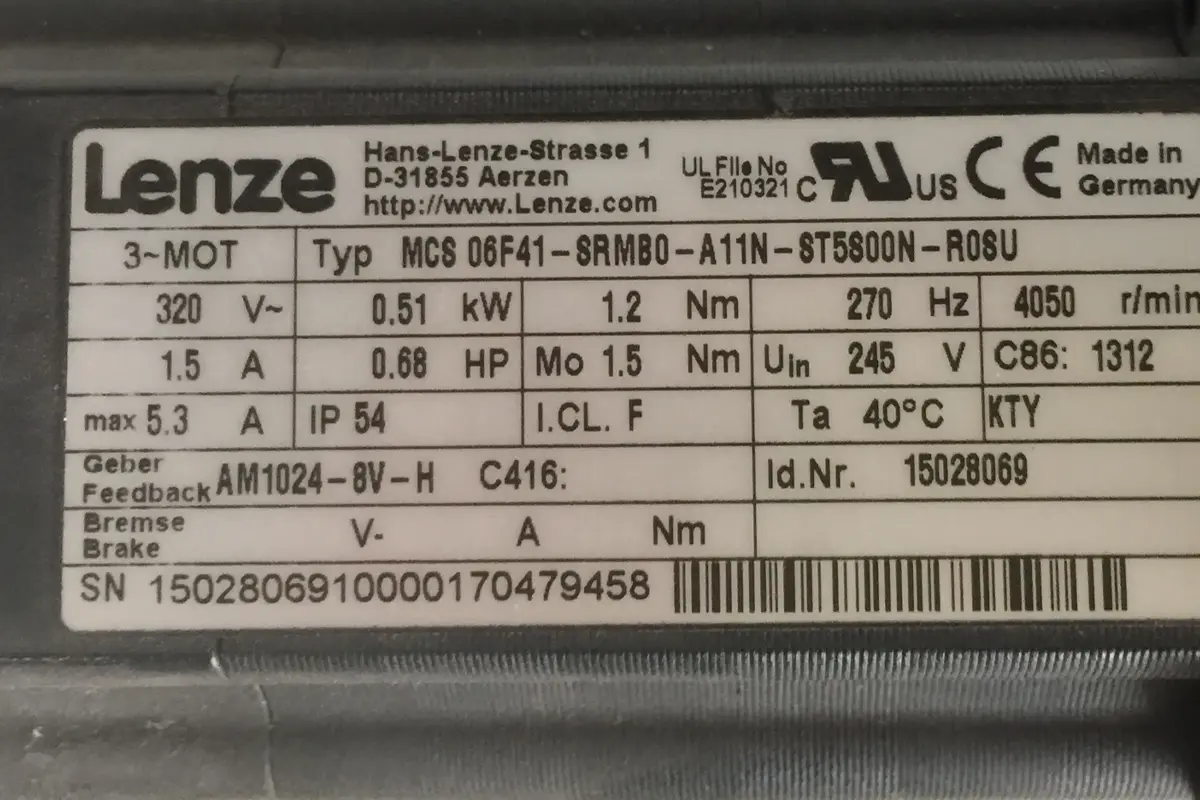 Lenze
Hans-Lenze-Strasse 1
D-31855 Aerzen
http://www.Lenze.com
UL File No
E210321
c RU US CE
Made in
Germany
3~MOT Typ MCS 06F41-SRMB0-A11N-ST5S00N-R0SU
320 V~ 0.51 kW 1.2 Nm 270 Hz 4050 r/min
1.5 A 0.68 HP Mo 1.5 Nm Uin 245 V C86: 1312
max 5.3 A IP 54 I.CL. F Ta 40°C KTY
Geber
Feedback AM1024-8V-H C416: Id.Nr. 15028069
Bremse
Brake V- A Nm
SN 1502806910000170479458